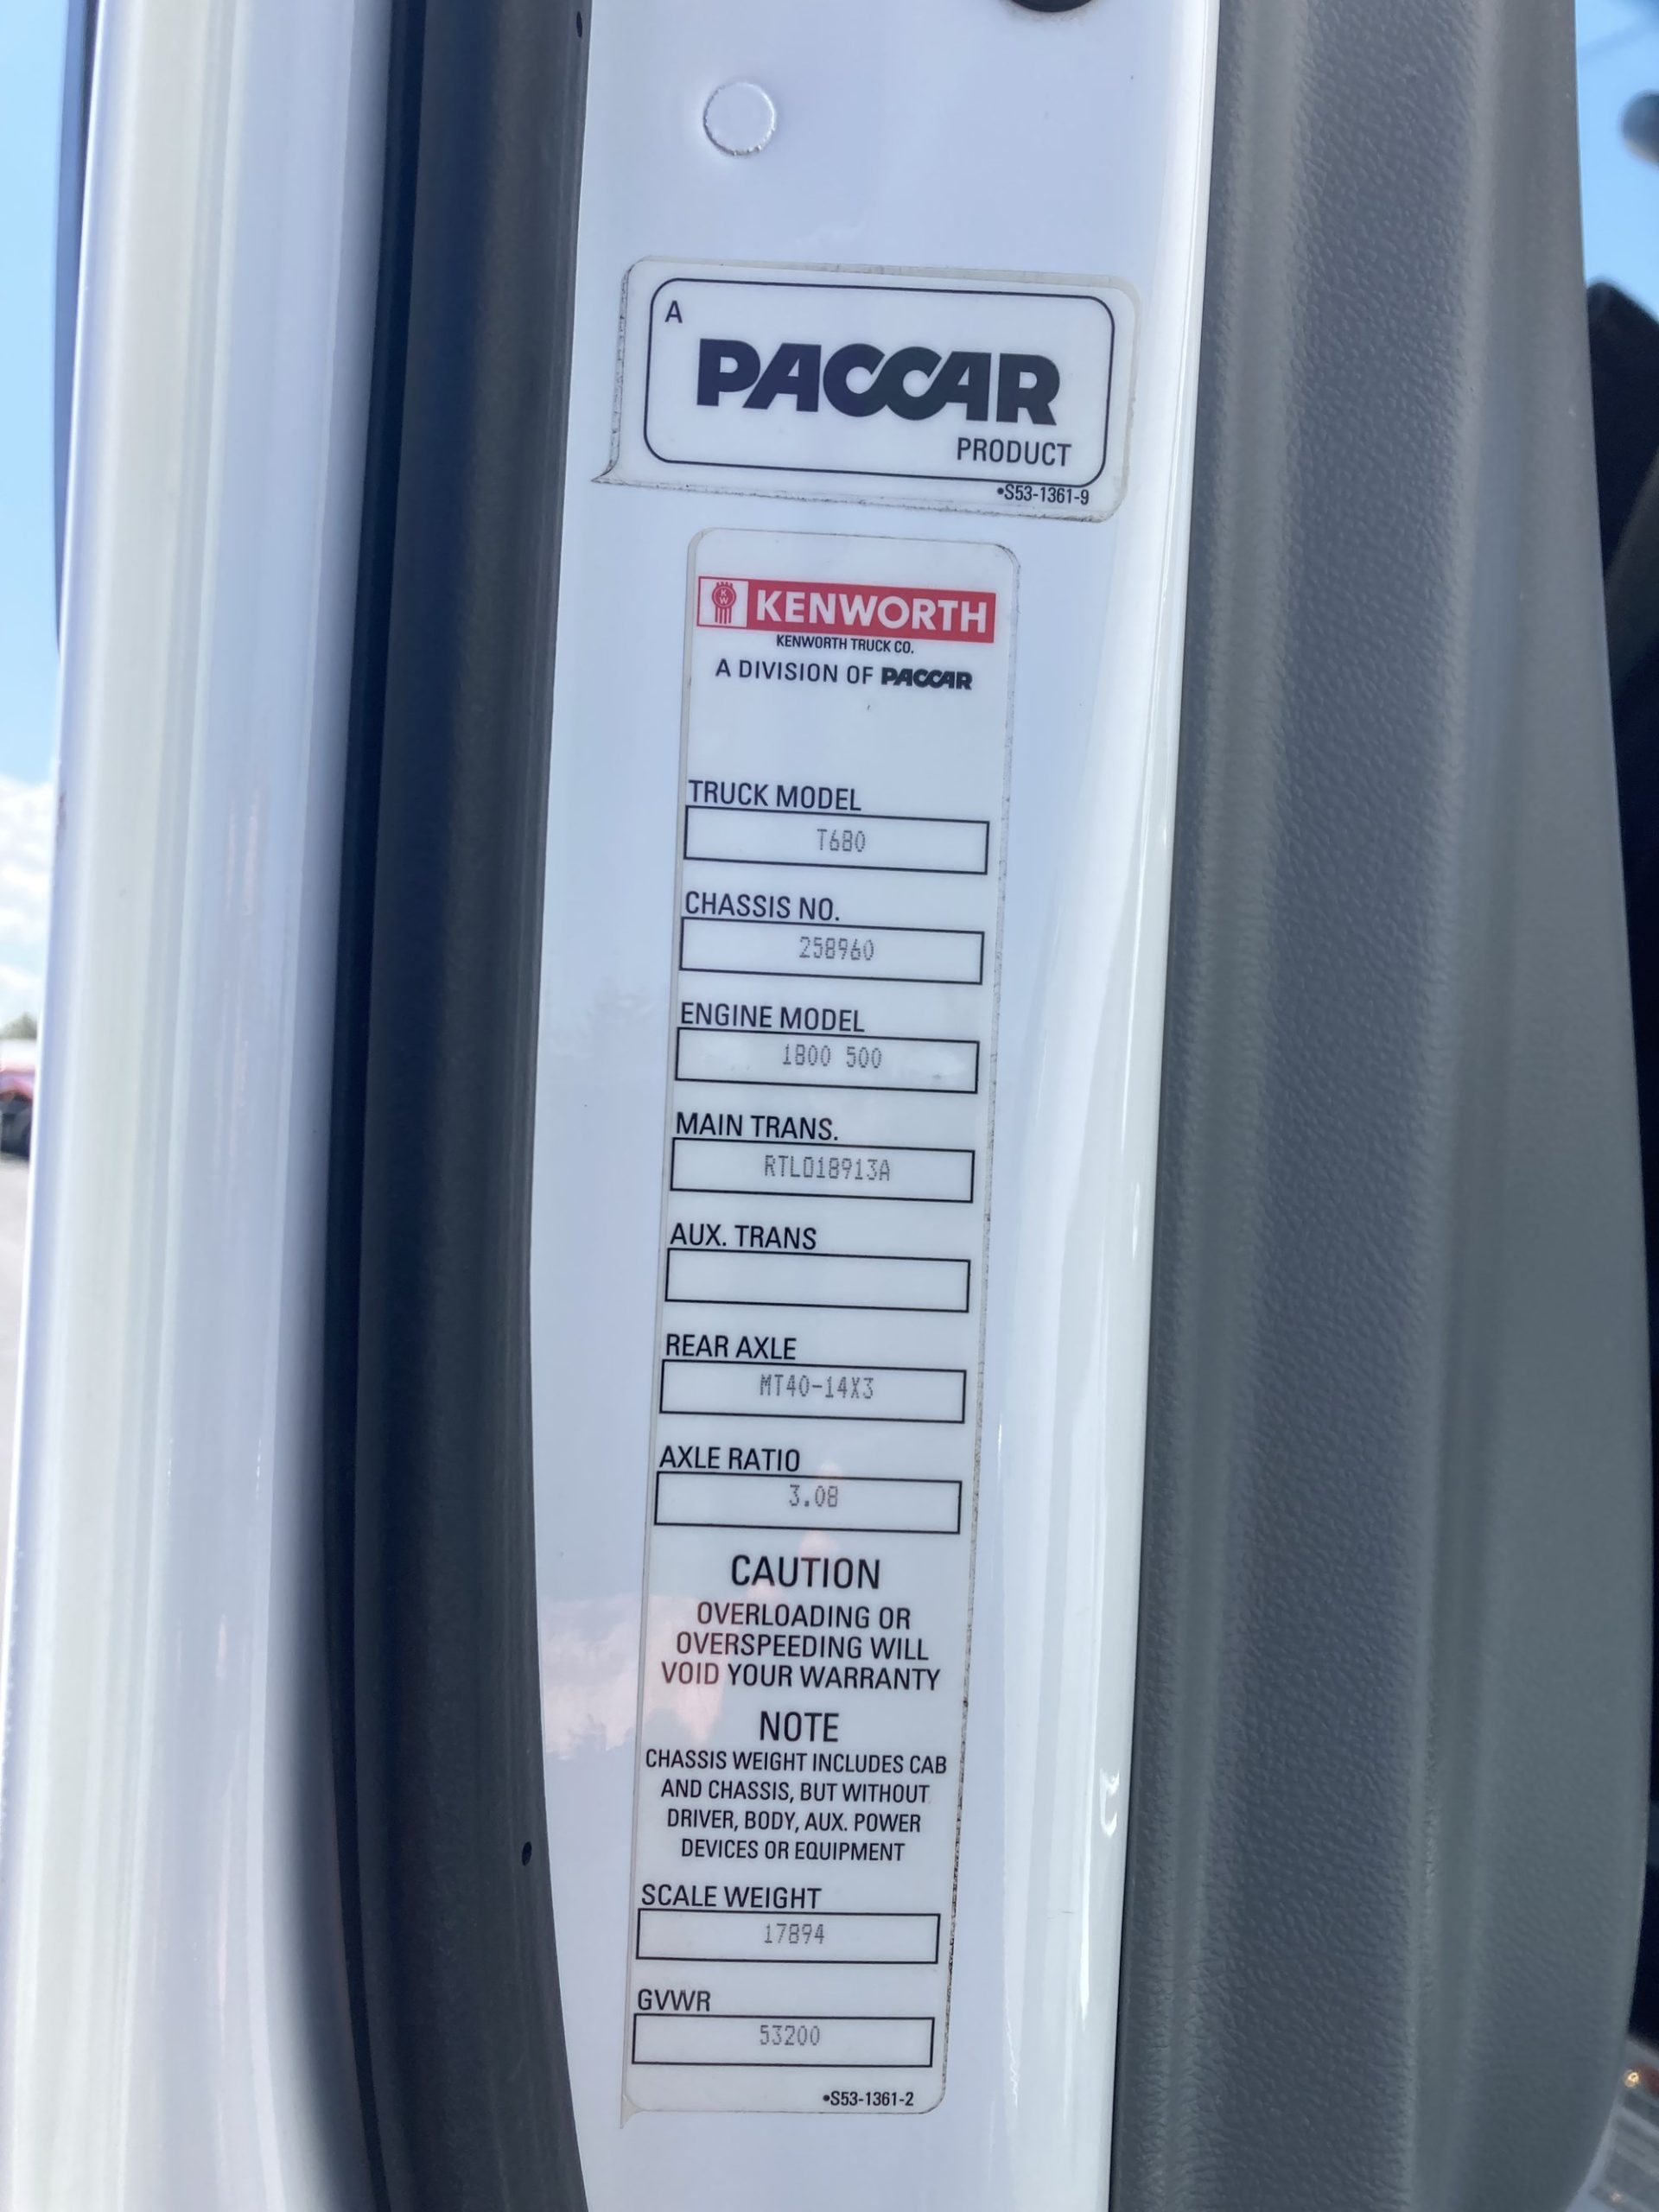 A
PACCAR
PRODUCT
•S53-1361-9
KW
KENWORTH
KENWORTH TRUCK CO.
A DIVISION OF PACCAR
TRUCK MODEL
T680
CHASSIS NO.
258960
ENGINE MODEL
1800 500
MAIN TRANS.
RTLO18913A
AUX. TRANS
REAR AXLE
MT40-14X3
AXLE RATIO
3.08
CAUTION
OVERLOADING OR
OVERSPEEDING WILL
VOID YOUR WARRANTY
NOTE
CHASSIS WEIGHT INCLUDES CAB
AND CHASSIS, BUT WITHOUT
DRIVER, BODY, AUX. POWER
DEVICES OR EQUIPMENT
SCALE WEIGHT
17894
GVWR
53200
•S53-1361-2